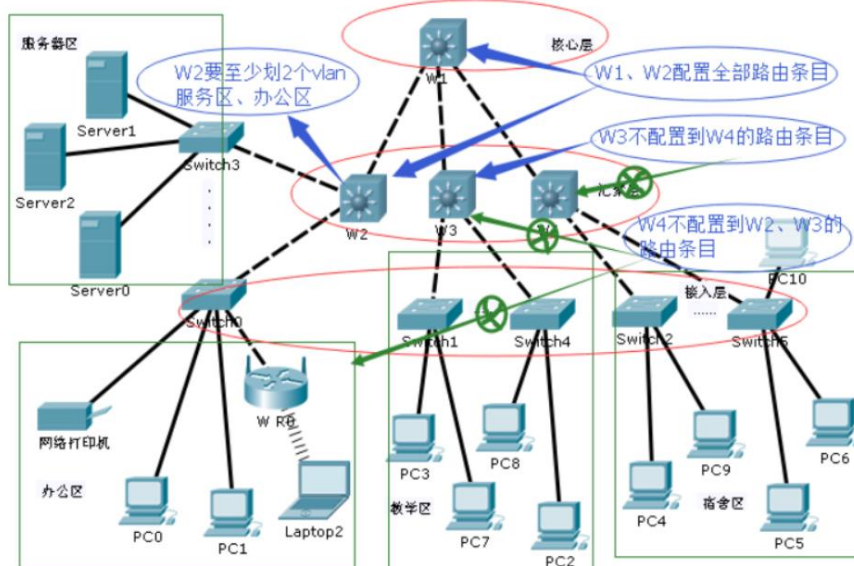 服务器区
核心层
W1
W2要至少划2个vlan
服务区、办公区
W1、W2配置全部路由条目
Server1
Switch3
W3不配置到W4的路由条目
Server2
W2
W3
W4不配置到W2、W3的
路由条目
Server0
PC10
Switch0
接入层
......
Switch1
Switch4
Switch2
Switch5
W R0
网络打印机
PC3
PC8
PC9
PC6
办公区
PC0
PC1
Laptop2
教学区
PC7
PC2
PC4
宿舍区
PC5